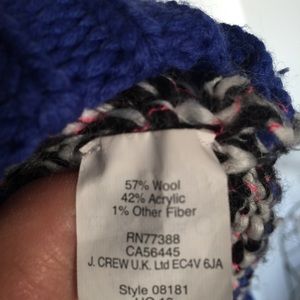 57% Wool
42% Acrylic
1% Other Fiber
RN77388
CA56445
J. CREW U.K. Ltd EC4V 6JA
Style 08181